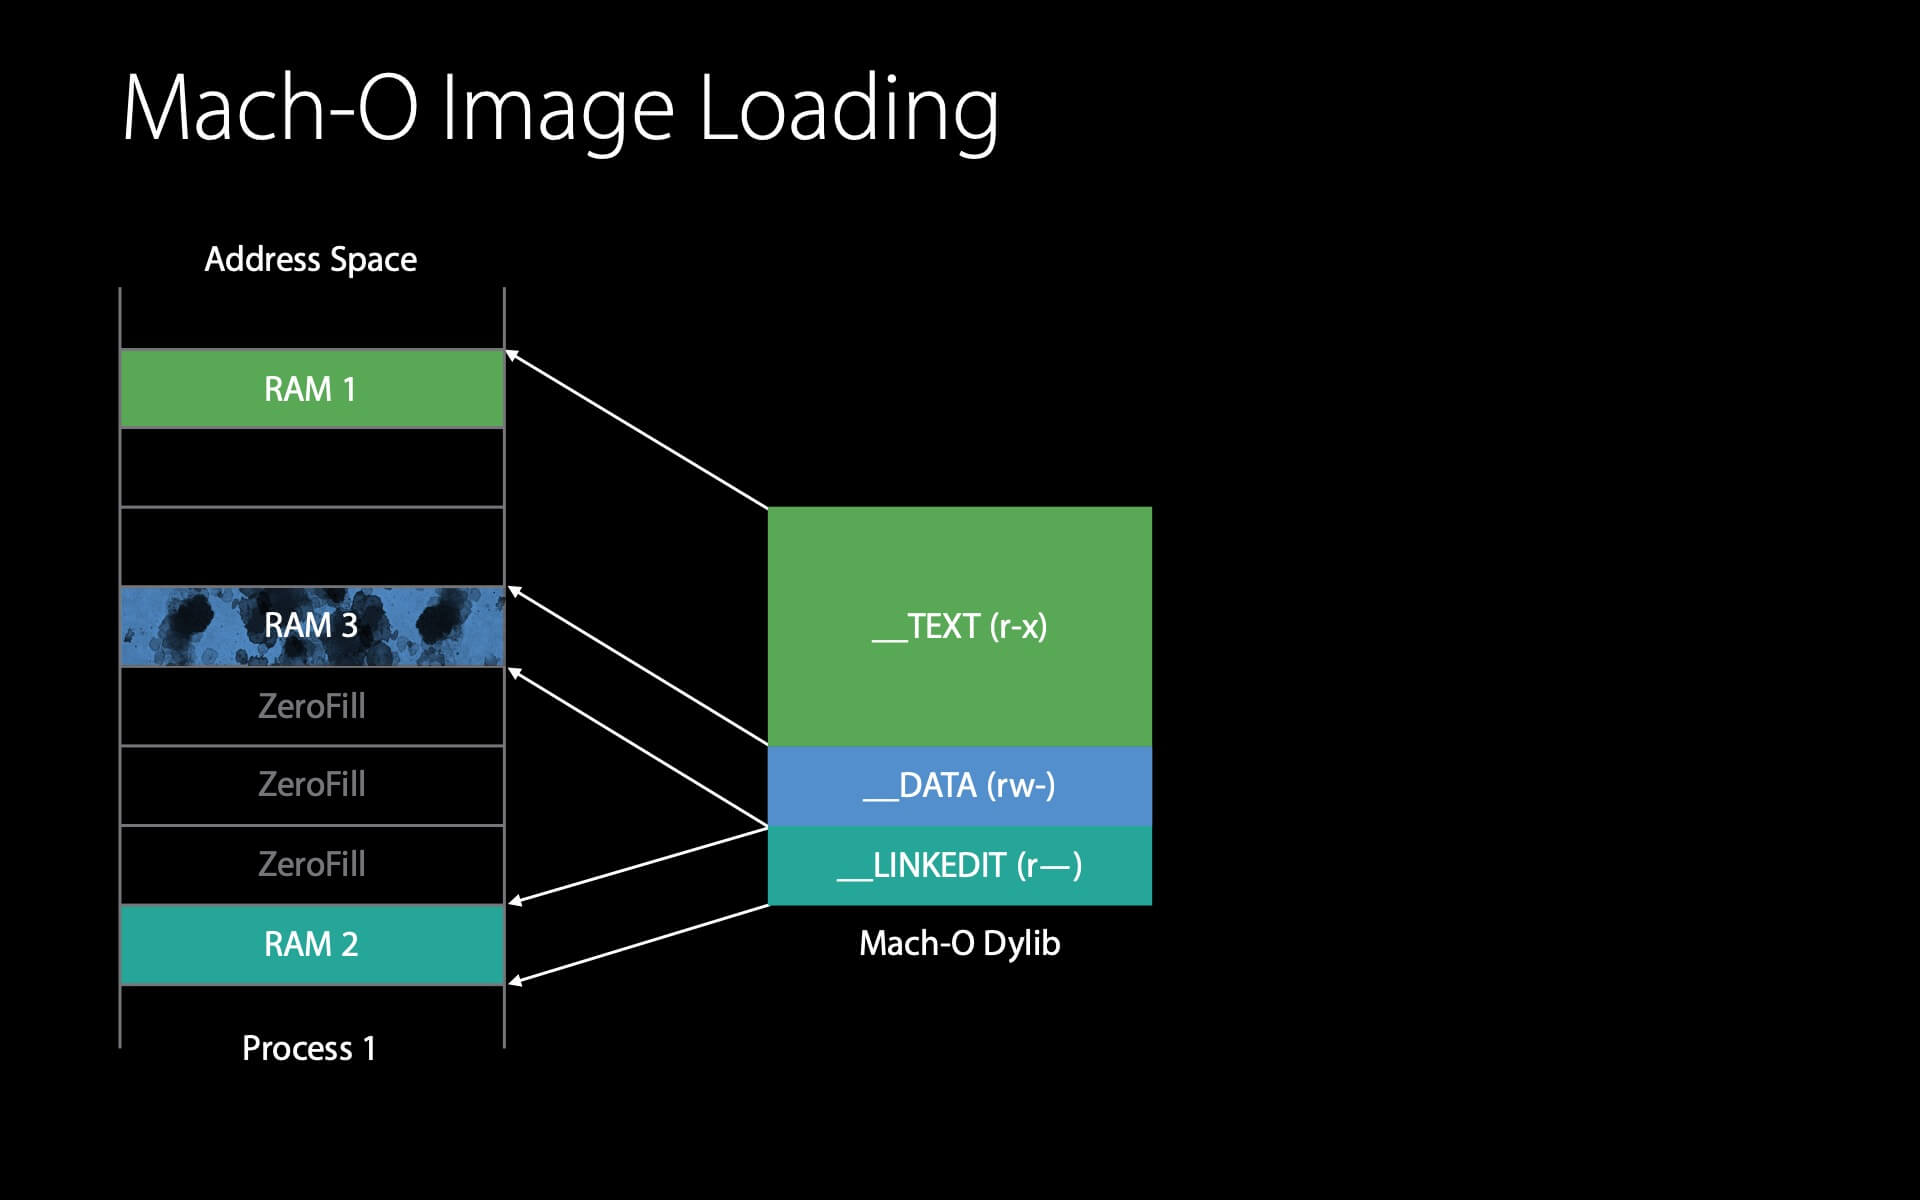 Mach-O Image Loading
Address Space
RAM 1
RAM 3
ZeroFill
ZeroFill
ZeroFill
RAM 2
Process 1
__TEXT (r-x)
__DATA (rw-)
__LINKEDIT (r—)
Mach-O Dylib